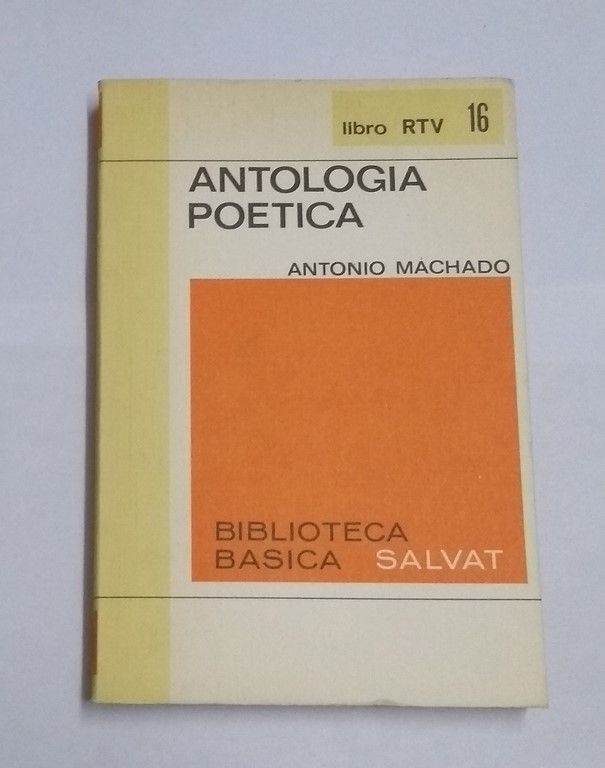 libro RTV 16
ANTOLOGIA
POETICA
ANTONIO MACHADO
BIBLIOTECA
BASICA SALVAT